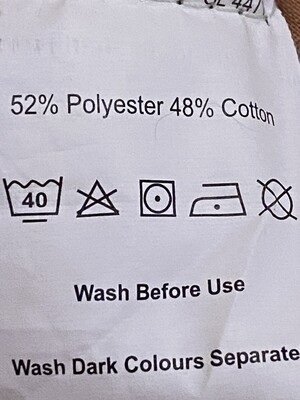 52% Polyester 48% Cotton
40
Wash Before Use
Wash Dark Colours Separate